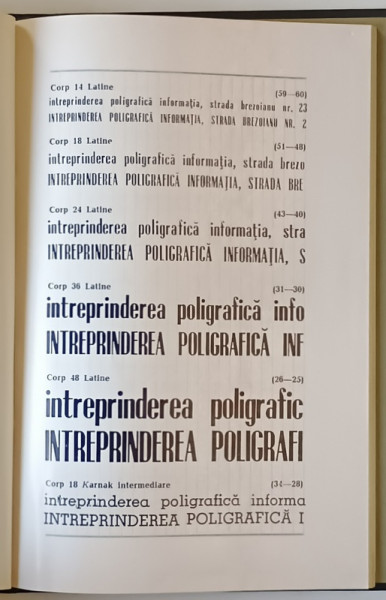 Corp 14 Latine (59—60)
intreprinderea poligrafică informația, strada brezoianu nr. 23
INTREPRINDEREA POLIGRAFICĂ INFORMAȚIA, STRADA BREZOIANU NR. 2
Corp 18 Latine (51—48)
intreprinderea poligrafică informația, strada brezo
INTREPRINDEREA POLIGRAFICĂ INFORMAȚIA, STRADA BRE
Corp 24 Latine (43—40)
intreprinderea poligrafică informația, stra
INTREPRINDEREA POLIGRAFICĂ INFORMAȚIA, S
Corp 36 Latine (31—30)
intreprinderea poligrafică info
INTREPRINDEREA POLIGRAFICĂ INF
Corp 48 Latine (26—25)
intreprinderea poligrafic
INTREPRINDEREA POLIGRAFI
Corp 18 Karnak intermediare (34—28)
intreprinderea poligrafică informa
INTREPRINDEREA POLIGRAFICĂ I